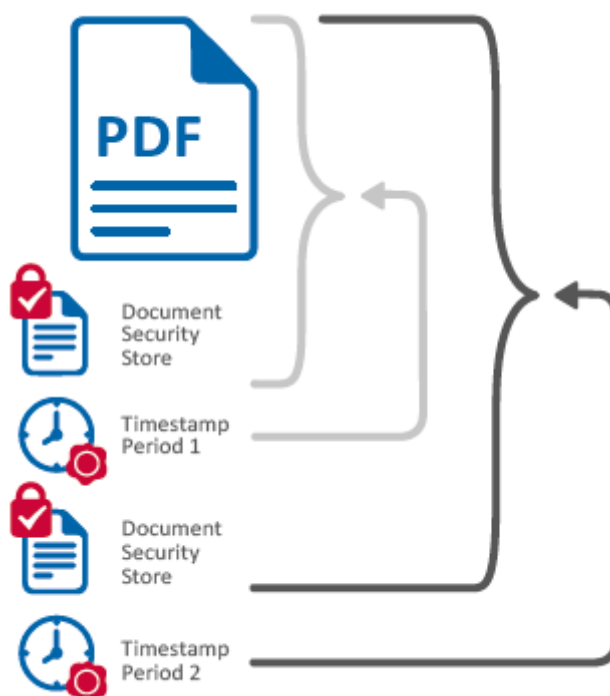 PDF
Document
Security
Store
Timestamp
Period 1
Document
Security
Store
Timestamp
Period 2